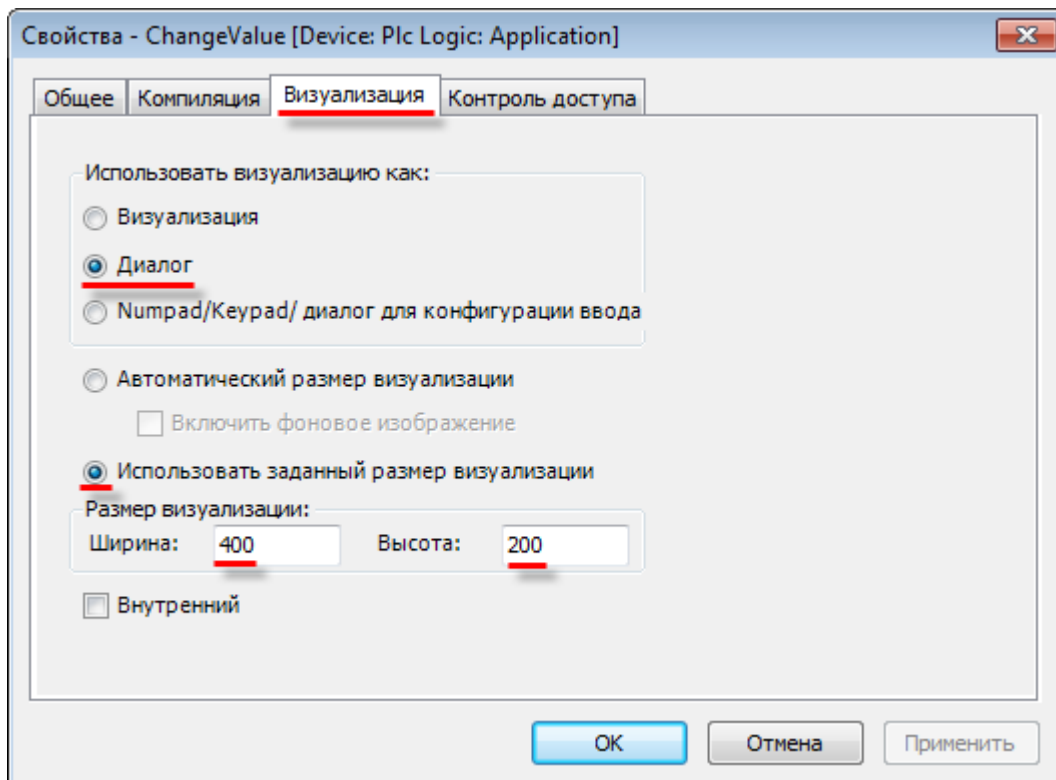 Свойства - ChangeValue [Device: Plc Logic: Application]
Общее Компиляция Визуализация Контроль доступа
Использовать визуализацию как:
Визуализация
Диалог
Numpad/Keypad/ диалог для конфигурации ввода
Автоматический размер визуализации
Включить фоновое изображение
Использовать заданный размер визуализации
Размер визуализации:
Ширина: 400 Высота: 200
Внутренний
OK Отмена Применить